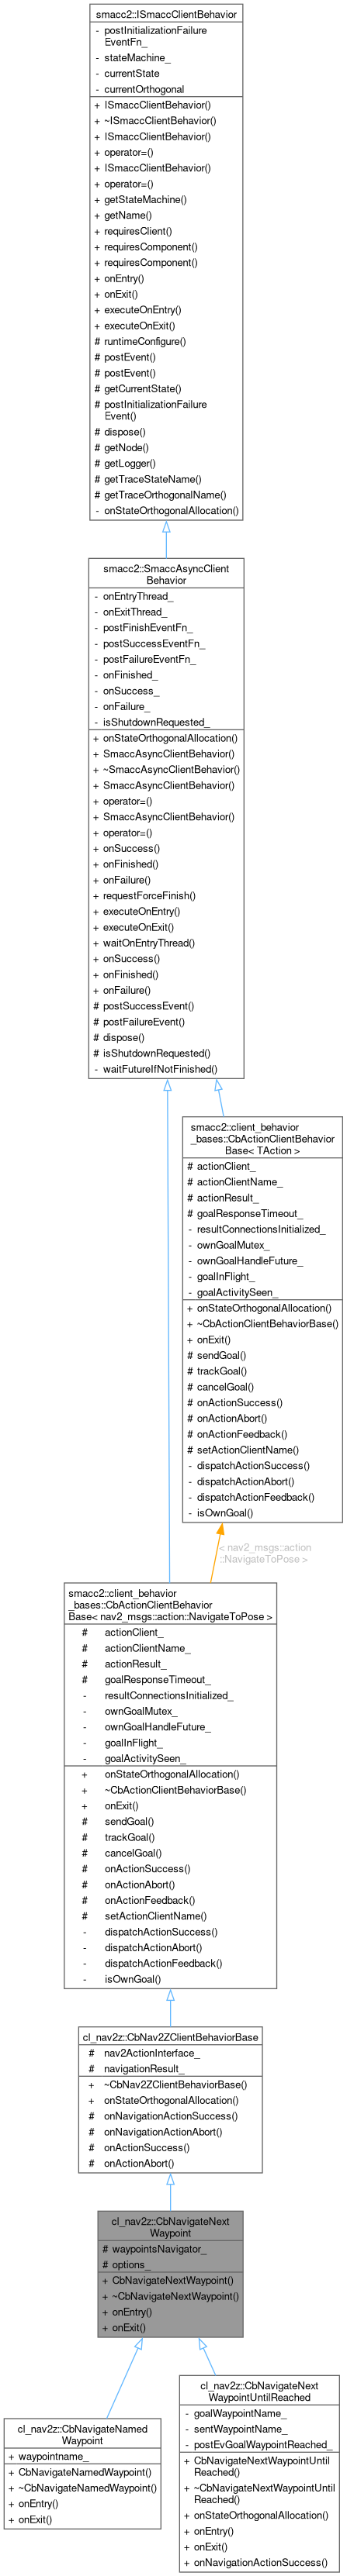 smacc2::ISmaccClientBehavior
- postInitializationFailure
EventFn_
- stateMachine_
- currentState
- currentOrthogonal
+ ISmaccClientBehavior()
+ ~ISmaccClientBehavior()
+ ISmaccClientBehavior()
+ operator=()
+ ISmaccClientBehavior()
+ operator=()
+ getStateMachine()
+ getName()
+ requiresClient()
+ requiresComponent()
+ requiresComponent()
+ onEntry()
+ onExit()
+ executeOnEntry()
+ executeOnExit()
# runtimeConfigure()
# postEvent()
# postEvent()
# getCurrentState()
# postInitializationFailure
Event()
# dispose()
# getNode()
# getLogger()
# getTraceStateName()
# getTraceOrthogonalName()
- onStateOrthogonalAllocation()
smacc2::SmaccAsyncClient
Behavior
- onEntryThread_
- onExitThread_
- postFinishEventFn_
- postSuccessEventFn_
- postFailureEventFn_
- onFinished_
- onSuccess_
- onFailure_
- isShutdownRequested_
+ onStateOrthogonalAllocation()
+ SmaccAsyncClientBehavior()
+ ~SmaccAsyncClientBehavior()
+ SmaccAsyncClientBehavior()
+ operator=()
+ SmaccAsyncClientBehavior()
+ operator=()
+ onSuccess()
+ onFinished()
+ onFailure()
+ requestForceFinish()
+ executeOnEntry()
+ executeOnExit()
+ waitOnEntryThread()
+ onSuccess()
+ onFinished()
+ onFailure()
# postSuccessEvent()
# postFailureEvent()
# dispose()
# isShutdownRequested()
- waitFutureIfNotFinished()
smacc2::client_behavior
_bases::CbActionClientBehavior
Base< TAction >
# actionClient_
# actionClientName_
# actionResult_
# goalResponseTimeout_
- resultConnectionsInitialized_
- ownGoalMutex_
- ownGoalHandleFuture_
- goalInFlight_
- goalActivitySeen_
+ onStateOrthogonalAllocation()
+ ~CbActionClientBehaviorBase()
+ onExit()
# sendGoal()
# trackGoal()
# cancelGoal()
# onActionSuccess()
# onActionAbort()
# onActionFeedback()
# setActionClientName()
- dispatchActionSuccess()
- dispatchActionAbort()
- dispatchActionFeedback()
- isOwnGoal()
< nav2_msgs::action
::NavigateToPose >
smacc2::client_behavior
_bases::CbActionClientBehavior
Base< nav2_msgs::action::NavigateToPose >
# actionClient_
# actionClientName_
# actionResult_
# goalResponseTimeout_
- resultConnectionsInitialized_
- ownGoalMutex_
- ownGoalHandleFuture_
- goalInFlight_
- goalActivitySeen_
+ onStateOrthogonalAllocation()
+ ~CbActionClientBehaviorBase()
+ onExit()
# sendGoal()
# trackGoal()
# cancelGoal()
# onActionSuccess()
# onActionAbort()
# onActionFeedback()
# setActionClientName()
- dispatchActionSuccess()
- dispatchActionAbort()
- dispatchActionFeedback()
- isOwnGoal()
cl_nav2z::CbNav2ZClientBehaviorBase
# nav2ActionInterface_
# navigationResult_
+ ~CbNav2ZClientBehaviorBase()
+ onStateOrthogonalAllocation()
# onNavigationActionSuccess()
# onNavigationActionAbort()
# onActionSuccess()
# onActionAbort()
cl_nav2z::CbNavigateNext
Waypoint
# waypointsNavigator_
# options_
+ CbNavigateNextWaypoint()
+ ~CbNavigateNextWaypoint()
+ onEntry()
+ onExit()
cl_nav2z::CbNavigateNamed
Waypoint
+ waypointname_
+ CbNavigateNamedWaypoint()
+ ~CbNavigateNamedWaypoint()
+ onEntry()
+ onExit()
cl_nav2z::CbNavigateNext
WaypointUntilReached
- goalWaypointName_
- sentWaypointName_
- postEvGoalWaypointReached_
+ CbNavigateNextWaypointUntil
Reached()
+ ~CbNavigateNextWaypointUntil
Reached()
+ onStateOrthogonalAllocation()
+ onEntry()
+ onExit()
+ onNavigationActionSuccess()